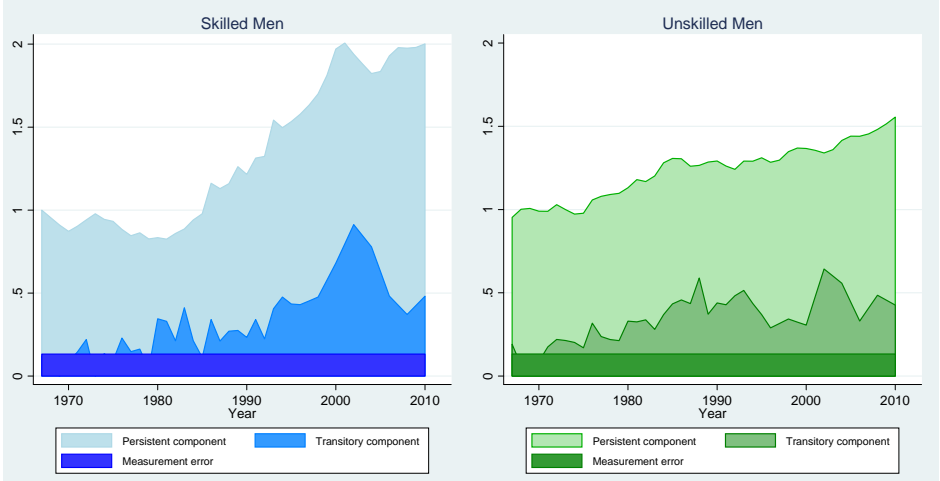 Skilled Men
2
1.5
1
.5
0
1970 1980 1990 2000 2010
Year
Persistent component Transitory component
Measurement error
Unskilled Men
2
1.5
1
.5
0
1970 1980 1990 2000 2010
Year
Persistent component Transitory component
Measurement error